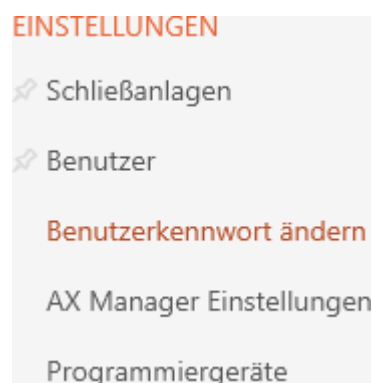 EINSTELLUNGEN
Schließanlagen
Benutzer
Benutzerkennwort ändern
AX Manager Einstellungen
Programmiergeräte